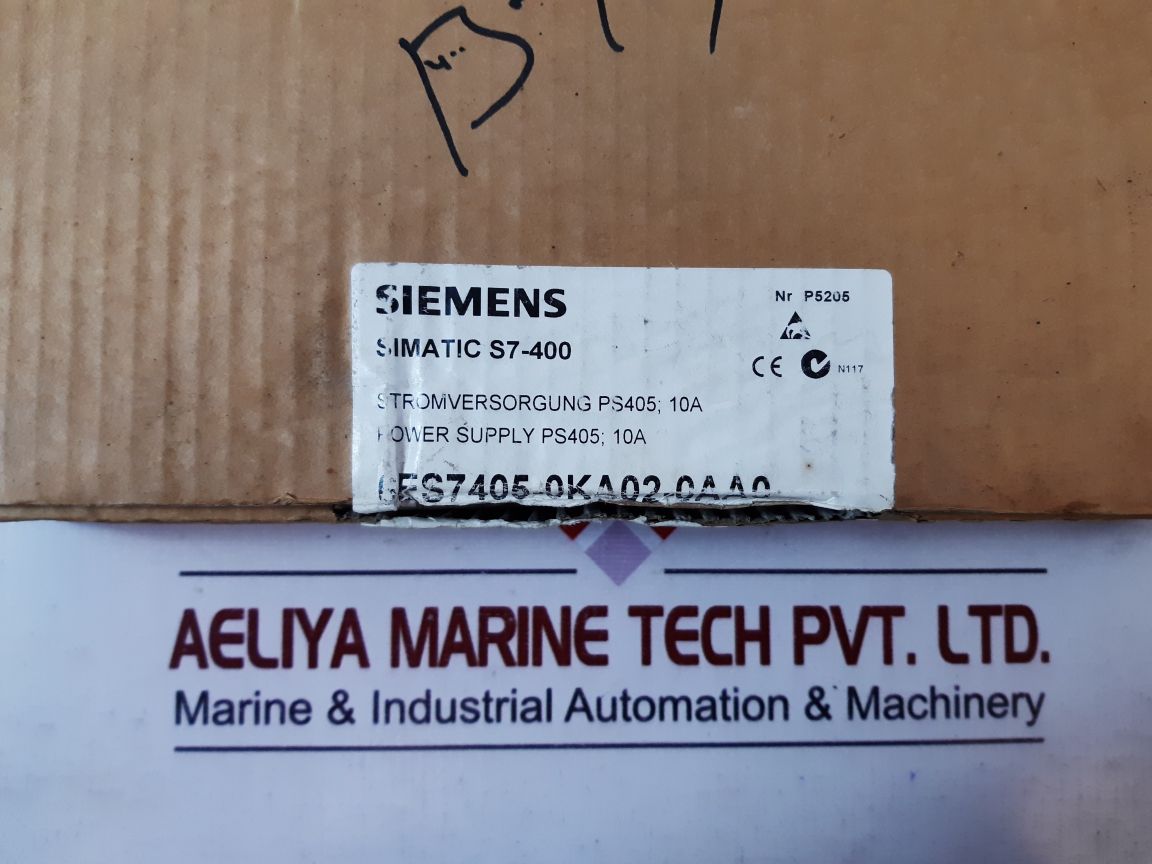 SIEMENS
Nr P5205
SIMATIC S7-400
CE N117
STROMVERSORGUNG PS405; 10A
POWER SUPPLY PS405; 10A
6ES7405-0KA02-0AA0
AELIYA MARINE TECH PVT. LTD.
Marine & Industrial Automation & Machinery